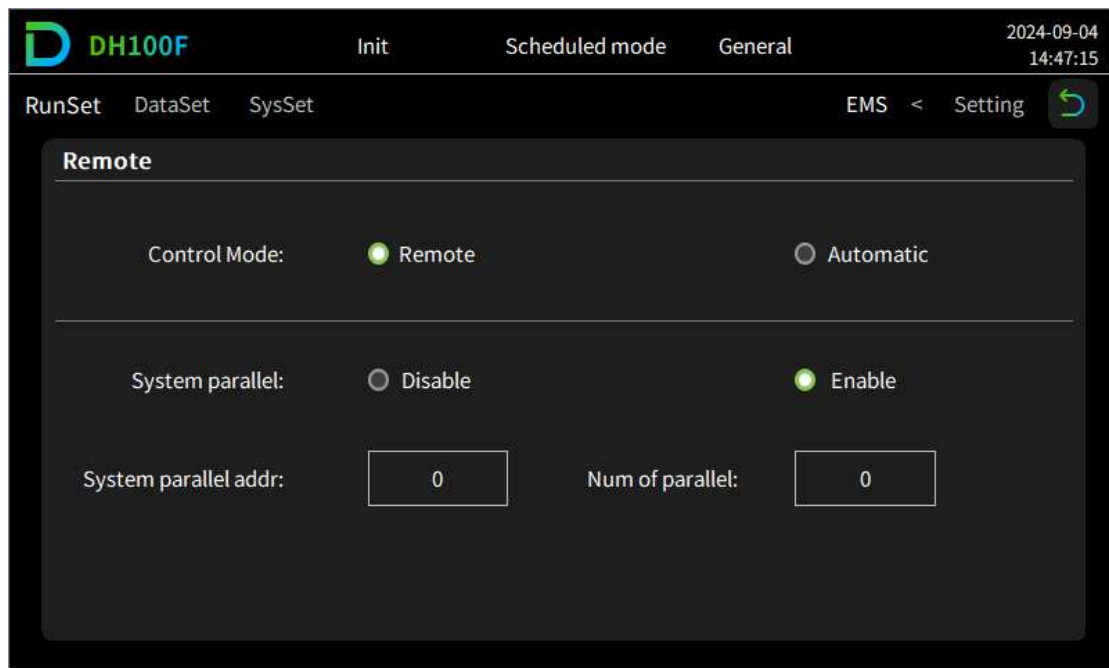 DH100F Init Scheduled mode General 2024-09-04
14:47:15
RunSet DataSet SysSet EMS < Setting
Remote
Control Mode: Remote Automatic
System parallel: Disable Enable
System parallel addr: 0 Num of parallel: 0